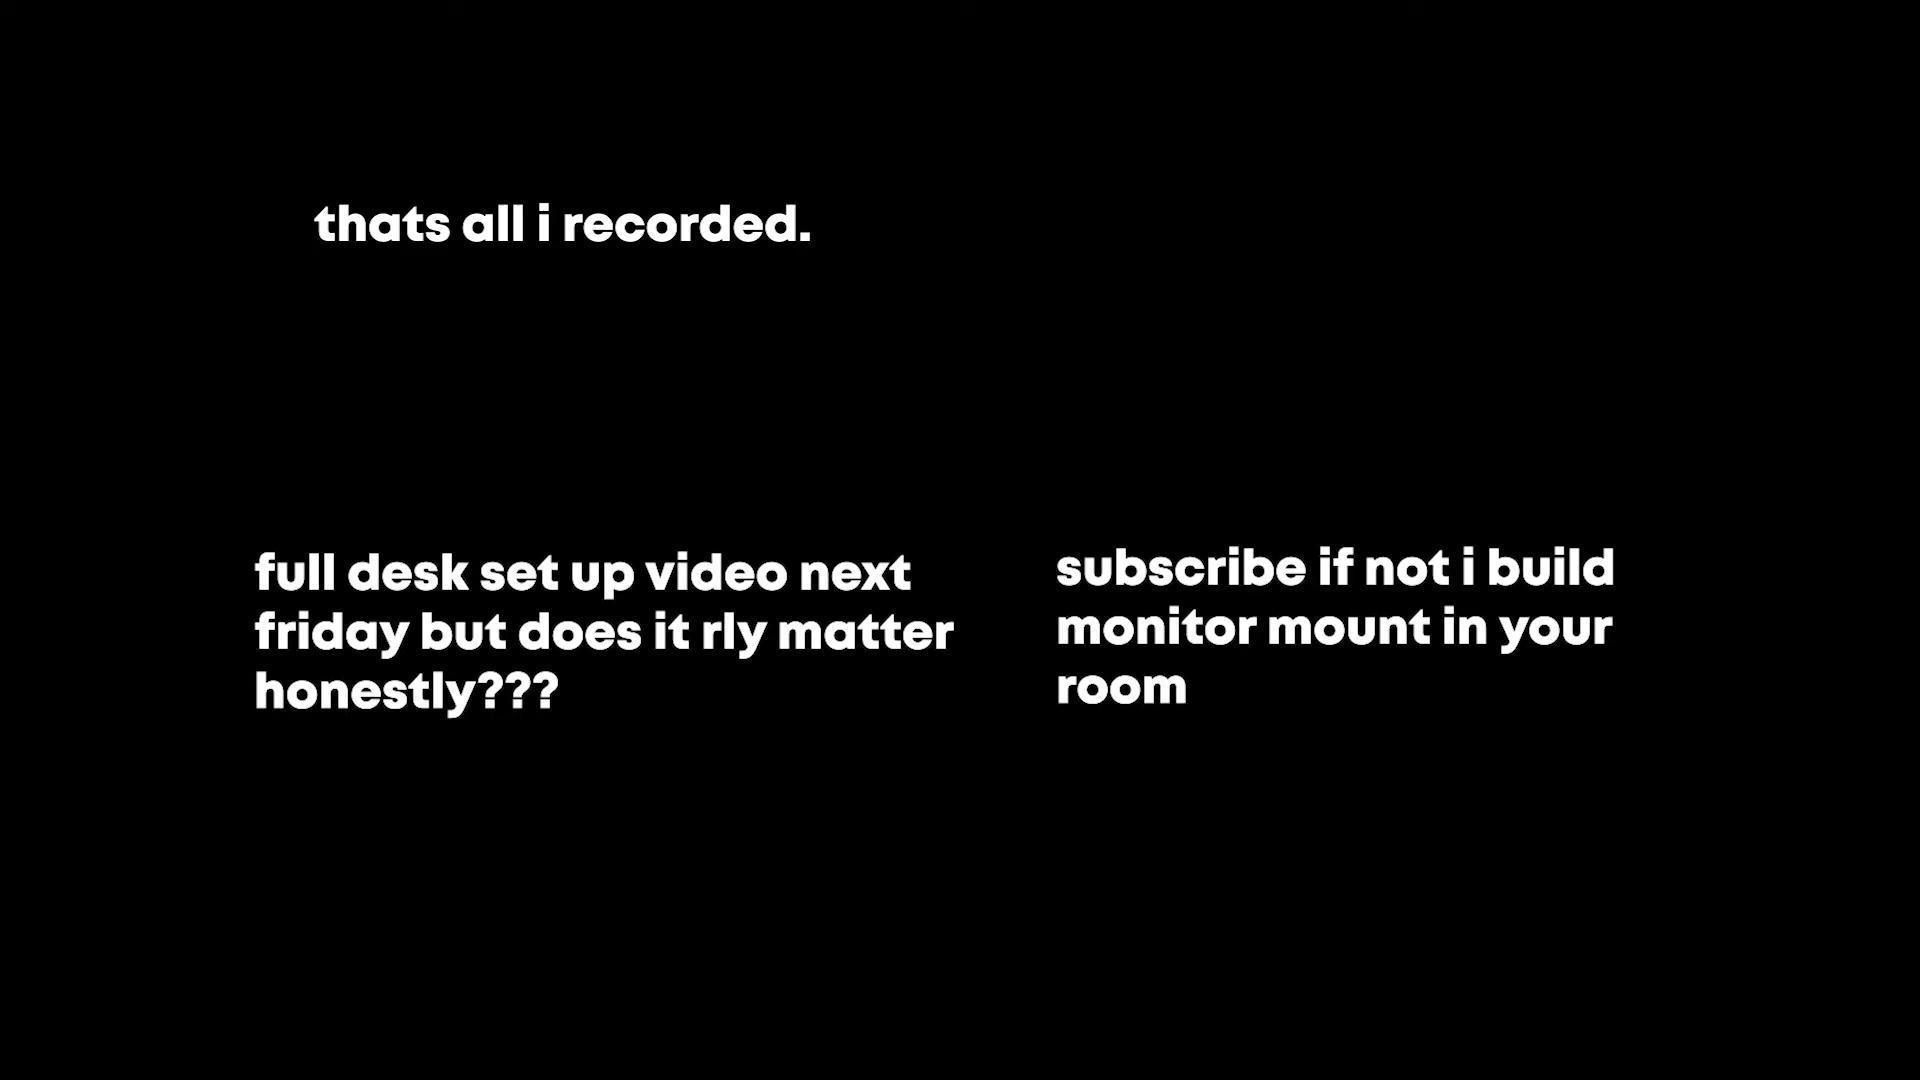 thats all i recorded.
full desk set up video next
friday but does it rly matter
honestly???
subscribe if not i build
monitor mount in your
room